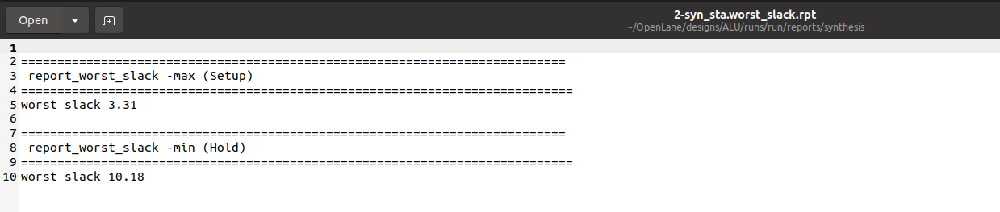 Open
2-syn_sta.worst_slack.rpt
~/OpenLane/designs/ALU/runs/run/reports/synthesis
1
2 ===========================================================================
3  report_worst_slack -max (Setup)
4 ============================================================================
5 worst slack 3.31
6
7 ===========================================================================
8  report_worst_slack -min (Hold)
9 ============================================================================
10 worst slack 10.18